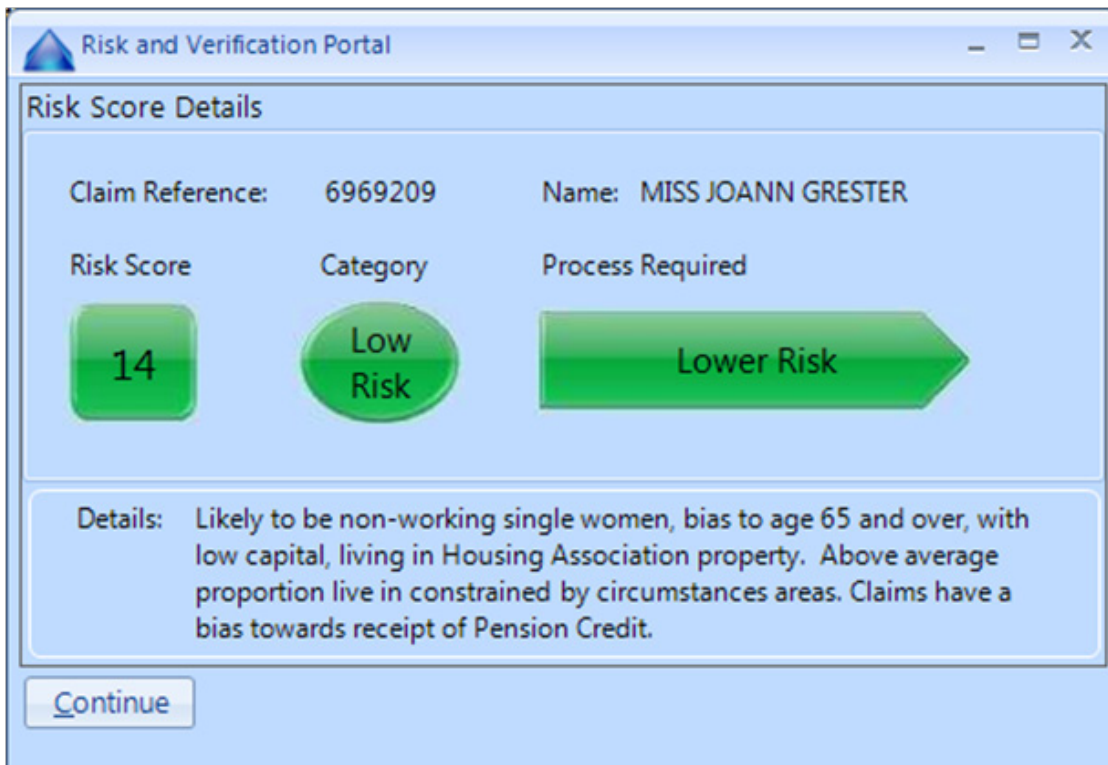 Risk and Verification Portal
Risk Score Details
Claim Reference: 6969209 Name: MISS JOANN GRESTER
Risk Score Category Process Required
14 Low Risk Lower Risk
Details: Likely to be non-working single women, bias to age 65 and over, with
low capital, living in Housing Association property.  Above average
proportion live in constrained by circumstances areas. Claims have a
bias towards receipt of Pension Credit.
Continue